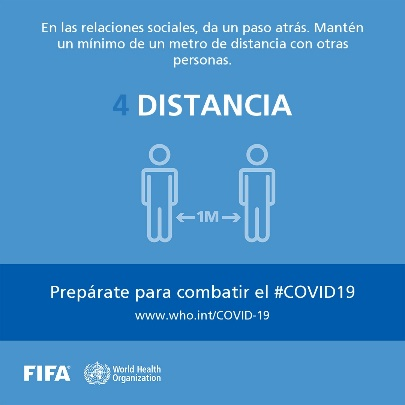 En las relaciones sociales, da un paso atrás. Mantén
un mínimo de un metro de distancia con otras
personas.
4 DISTANCIA
1M
Prepárate para combatir el #COVID19
www.who.int/COVID-19
FIFA®
World Health
Organization